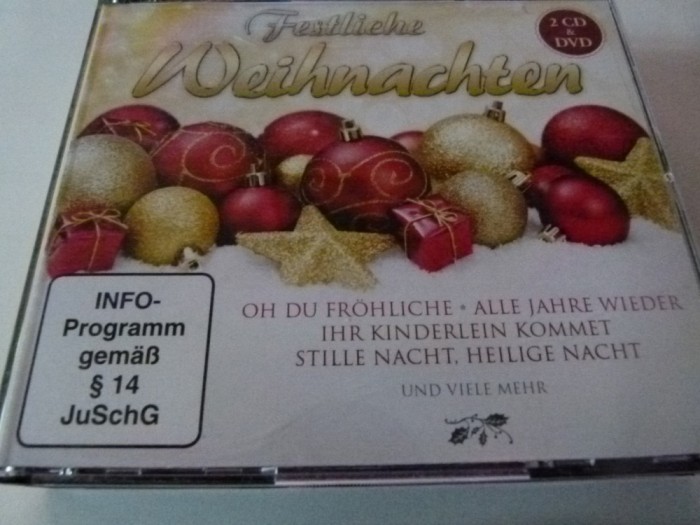 Festliche
Weihnachten
2 CD
&
DVD
OH DU FRÖHLICHE • ALLE JAHRE WIEDER
IHR KINDERLEIN KOMMET
STILLE NACHT, HEILIGE NACHT
UND VIELE MEHR
INFO-
Programm
gemäß
§ 14
JuSchG